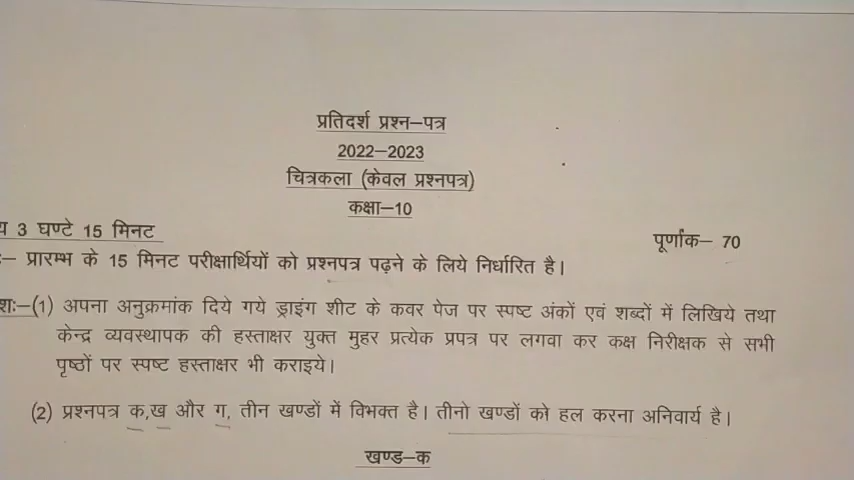 प्रतिदर्श प्रश्न–पत्र
2022–2023
चित्रकला (केवल प्रश्नपत्र)
कक्षा–10
3 घण्टे 15 मिनट
पूर्णांक– 70
:– प्रारम्भ के 15 मिनट परीक्षार्थियों को प्रश्नपत्र पढ़ने के लिये निर्धारित है।
शः–(1) अपना अनुक्रमांक दिये गये ड्राइंग शीट के कवर पेज पर स्पष्ट अंकों एवं शब्दों में लिखिये तथा
केन्द्र व्यवस्थापक की हस्ताक्षर युक्त मुहर प्रत्येक प्रपत्र पर लगवा कर कक्ष निरीक्षक से सभी
पृष्ठों पर स्पष्ट हस्ताक्षर भी कराइये।
(2) प्रश्नपत्र क,ख और ग, तीन खण्डों में विभक्त है। तीनो खण्डों को हल करना अनिवार्य है।
खण्ड–क